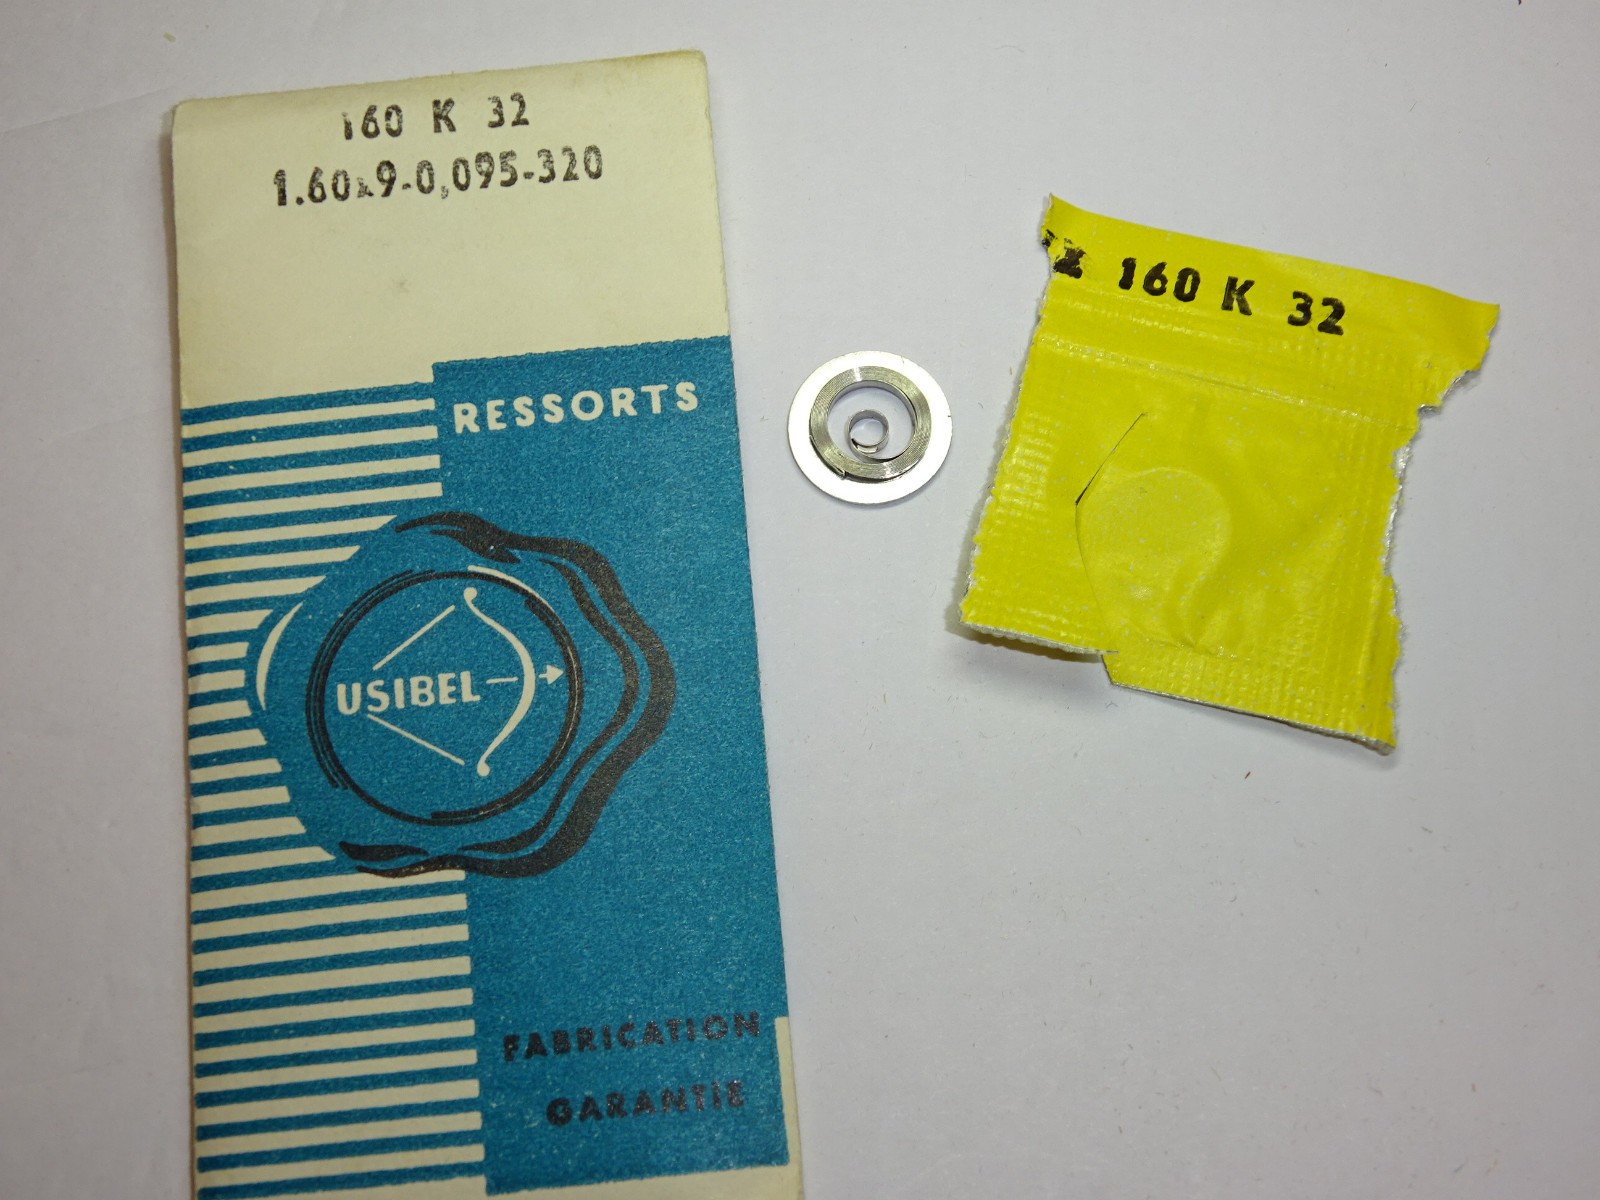 160 K 32
1.60x9-0,095-320
RESSORTS
USIBEL
FABRICATION
GARANTIE
160 K 32